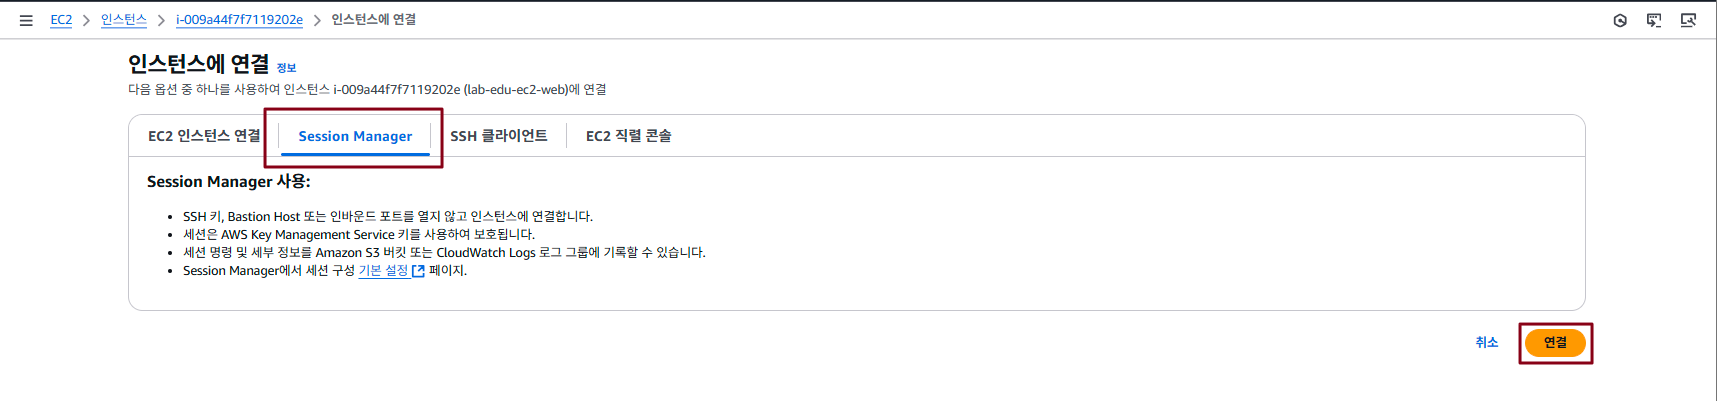 EC2 > 인스턴스 > i-009a44f7f7119202e > 인스턴스에 연결
인스턴스에 연결 정보
다음 옵션 중 하나를 사용하여 인스턴스 i-009a44f7f7119202e (lab-edu-ec2-web)에 연결
EC2 인스턴스 연결 Session Manager SSH 클라이언트 EC2 직렬 콘솔
Session Manager 사용:
• SSH 키, Bastion Host 또는 인바운드 포트를 열지 않고 인스턴스에 연결합니다.
• 세션은 AWS Key Management Service 키를 사용하여 보호됩니다.
• 세션 명령 및 세부 정보를 Amazon S3 버킷 또는 CloudWatch Logs 로그 그룹에 기록할 수 있습니다.
• Session Manager에서 세션 구성 기본 설정 페이지.
취소 연결